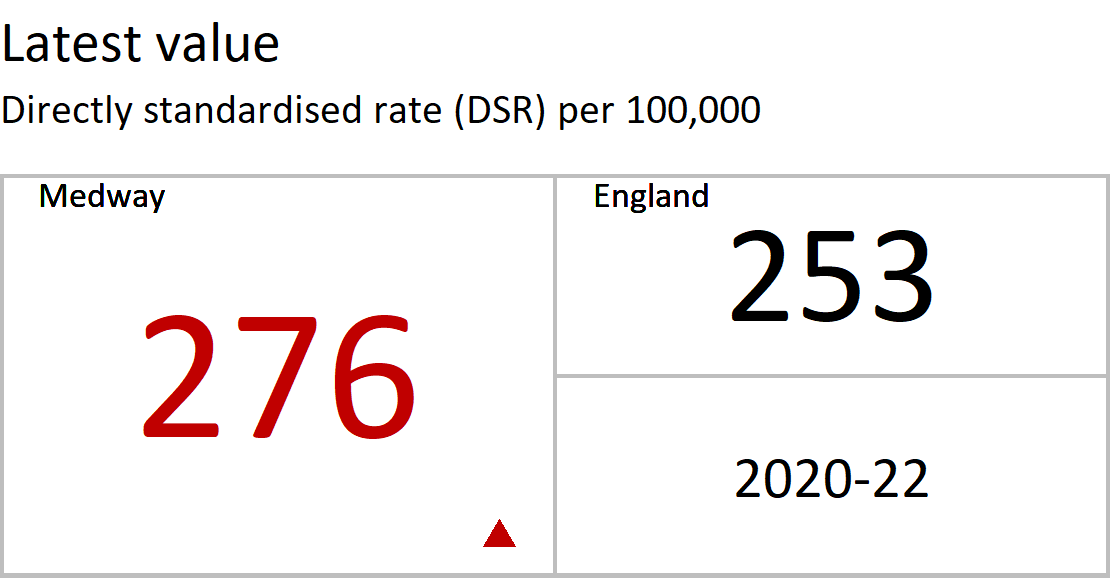 Latest value
Directly standardised rate (DSR) per 100,000
Medway
276
England
253
2020-22